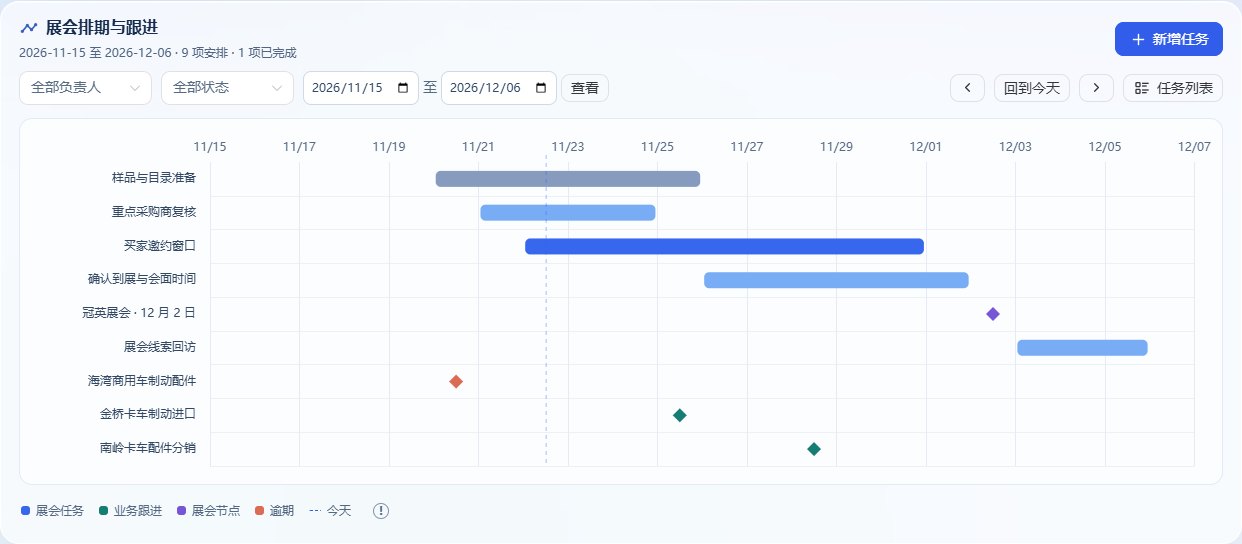 展会排期与跟进
2026-11-15 至 2026-12-06 · 9 项安排 · 1 项已完成
+ 新增任务
全部负责人 全部状态 2026/11/15 至 2026/12/06 查看 回到今天 任务列表
11/15 11/17 11/19 11/21 11/23 11/25 11/27 11/29 12/01 12/03 12/05 12/07
样品与目录准备
重点采购商复核
买家邀约窗口
确认到展与会面时间
冠英展会 · 12 月 2 日
展会线索回访
海湾商用车制动配件
金桥卡车制动进口
南岭卡车配件分销
展会任务 业务跟进 展会节点 逾期 今天